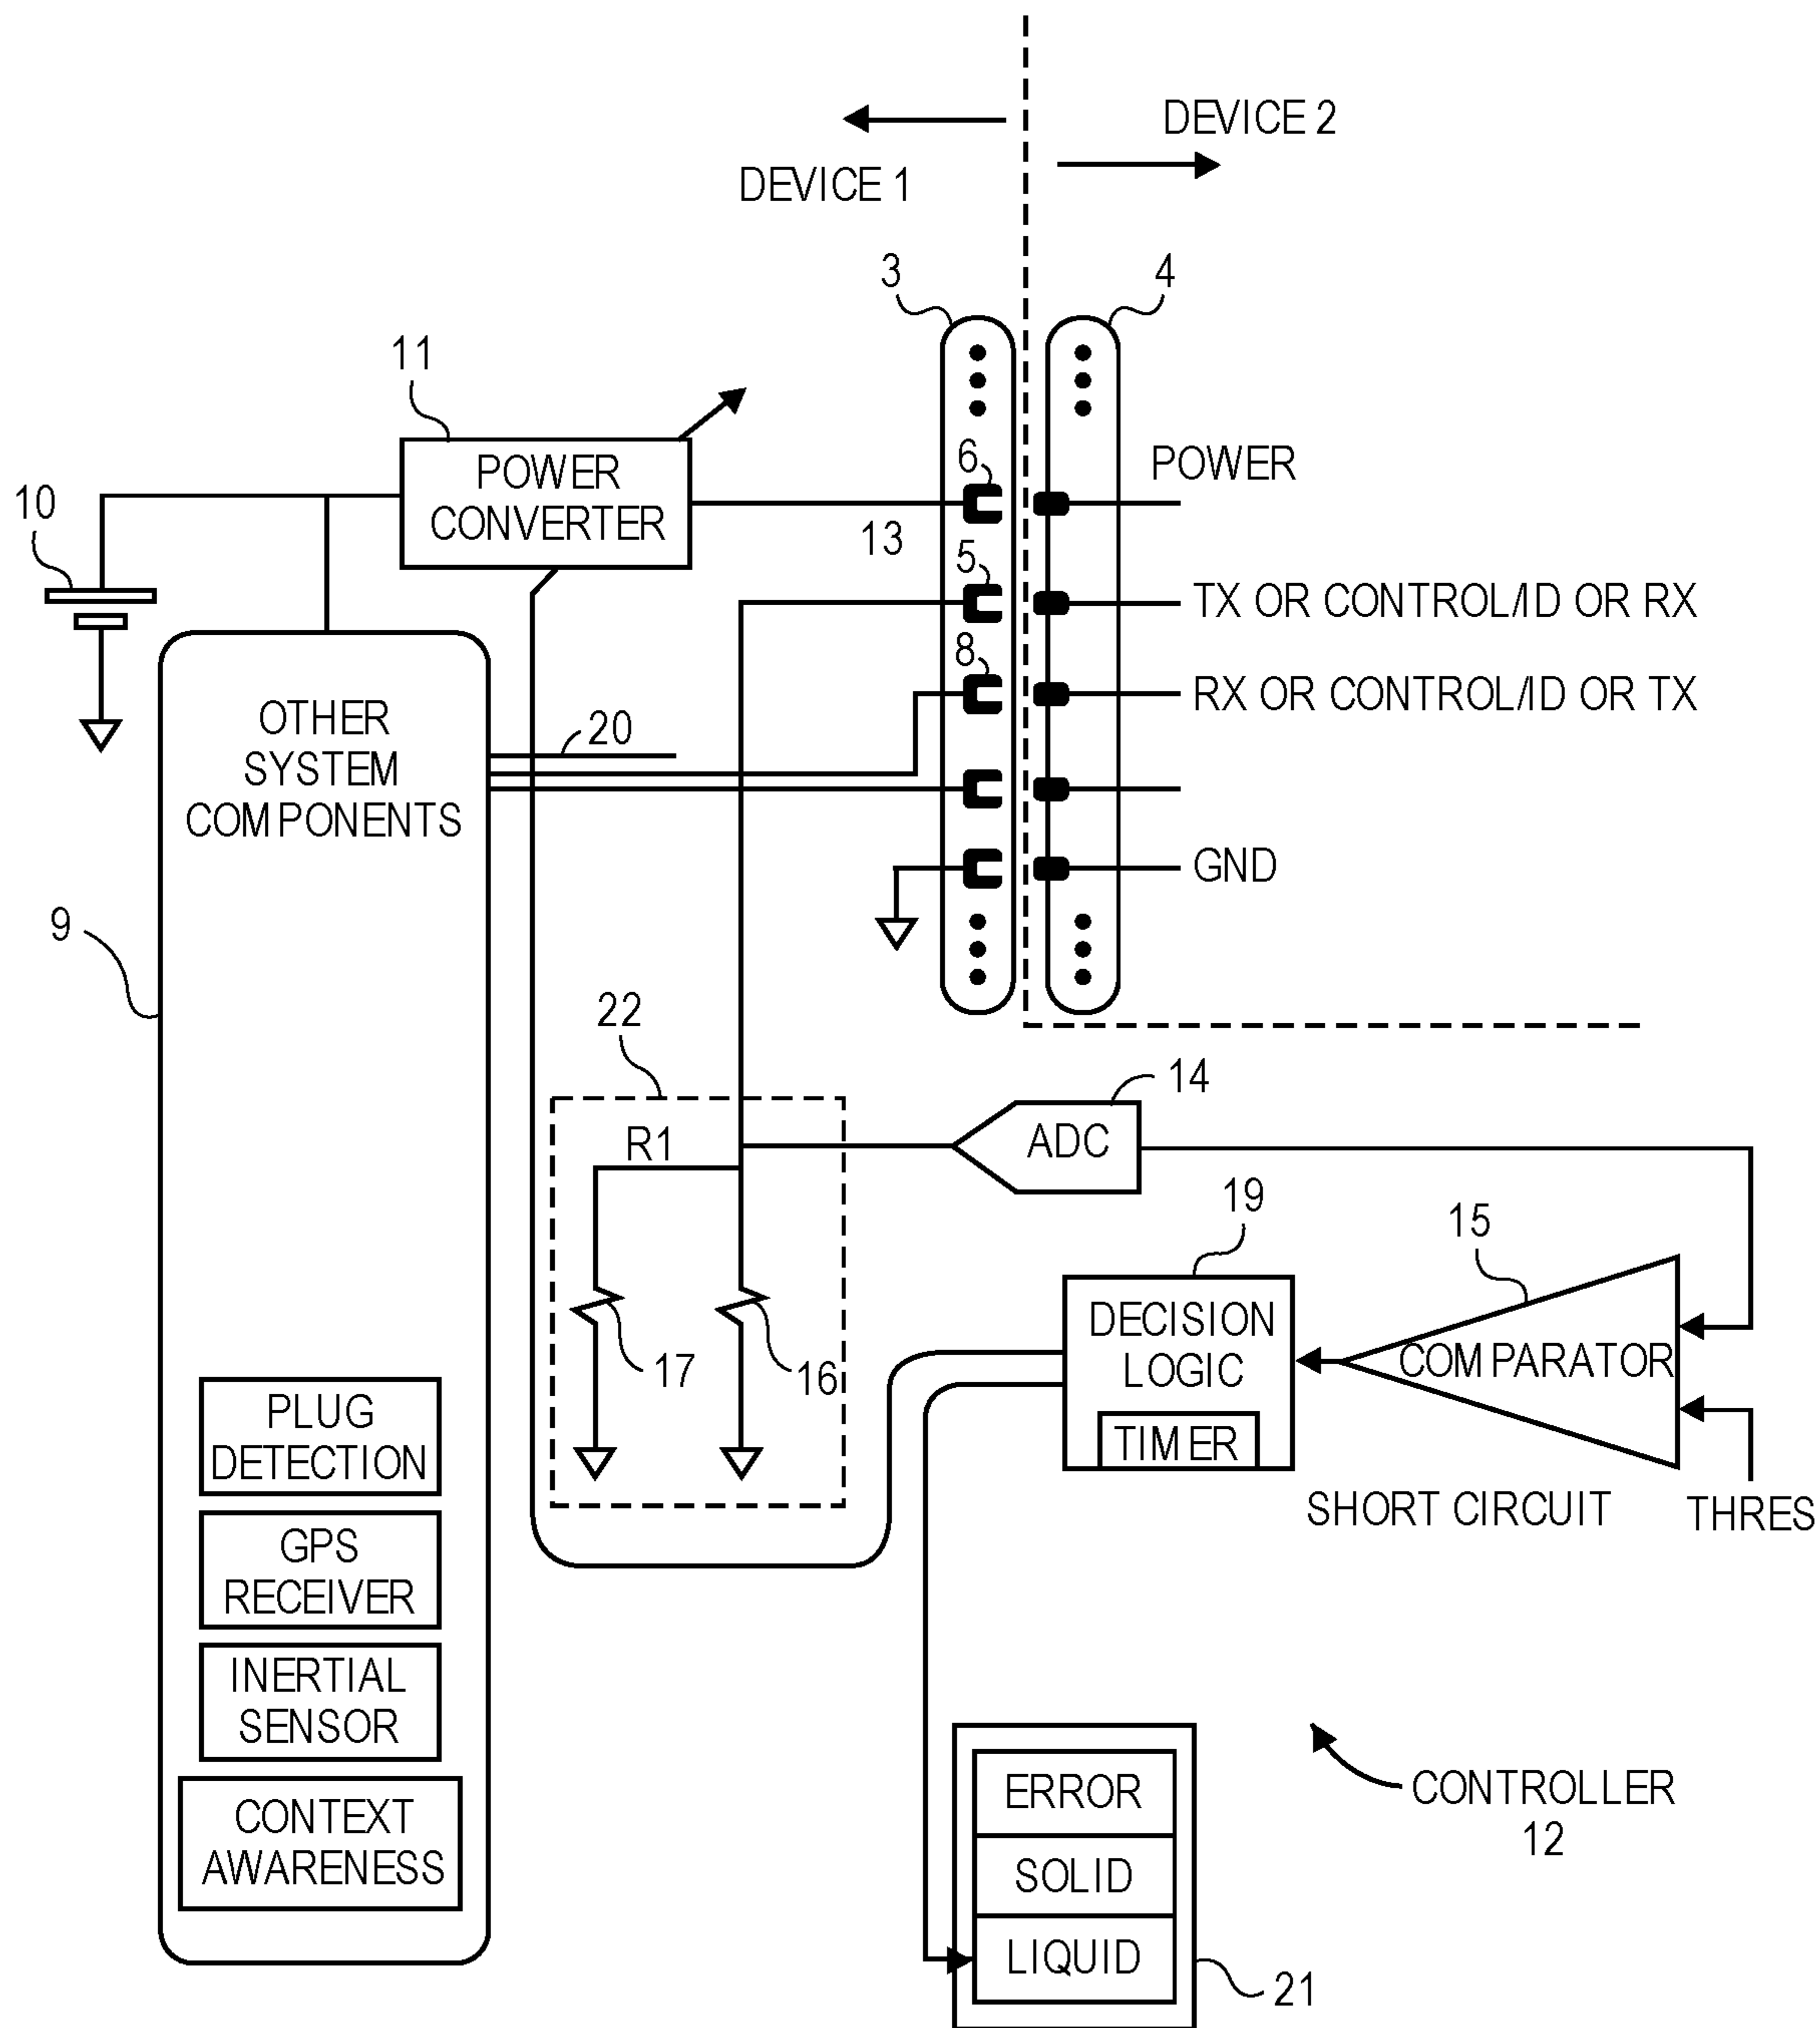 DEVICE 2
DEVICE 1
3
4
11
6
POWER
POWER
CONVERTER
10
13
5
TX OR CONTROL/ID OR RX
8
RX OR CONTROL/ID OR TX
OTHER
SYSTEM
COMPONENTS
20
GND
9
22
14
R1
ADC
19
15
DECISION
LOGIC
COMPARATOR
17
16
TIMER
PLUG
DETECTION
SHORT CIRCUIT
THRES
GPS
RECEIVER
INERTIAL
SENSOR
ERROR
CONTROLLER
12
CONTEXT
AWARENESS
SOLID
LIQUID
21